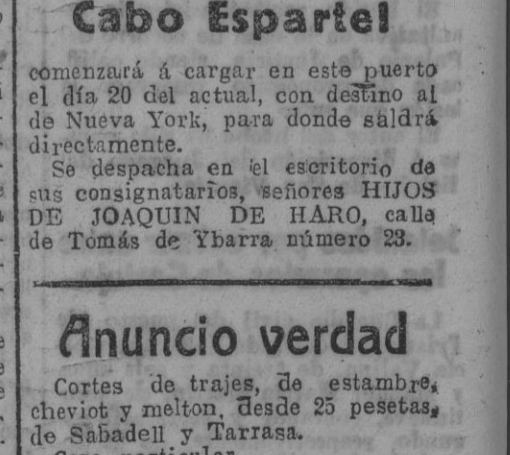 Cabo Espartel
comenzará á cargar en este puerto
el día 20 del actual, con destino al
de Nueva York, para donde saldrá
directamente.
Se despacha en el escritorio de
sus consignatarios, señores HIJOS
DE JOAQUIN DE HARO, calle
de Tomás de Ybarra número 23.
Anuncio verdad
Cortes de trajes, de estambre,
cheviot y melton, desde 25 pesetas,
de Sabadell y Tarrasa.
Casa particular